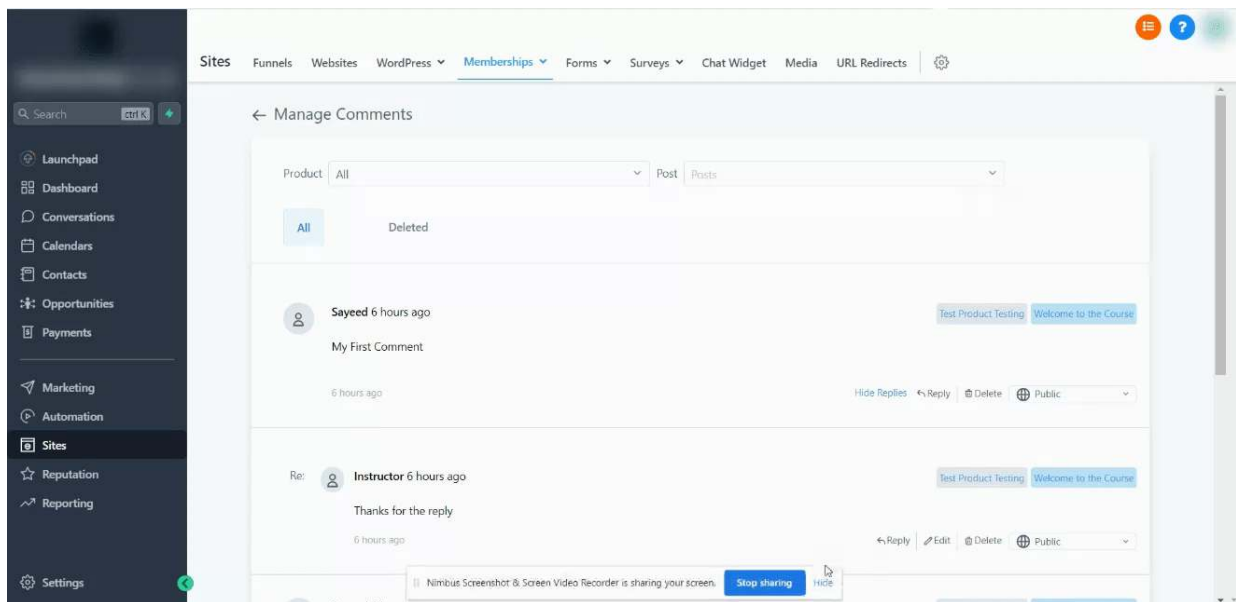 Sites Funnels Websites WordPress Memberships Forms Surveys Chat Widget Media URL Redirects
?
Search ctrl K
Launchpad
Dashboard
Conversations
Calendars
Contacts
Opportunities
Payments
Marketing
Automation
Sites
Reputation
Reporting
Settings
← Manage Comments
Product All Post Posts
All Deleted
Sayeed 6 hours ago Test Product Testing Welcome to the Course
My First Comment
6 hours ago Hide Replies Reply Delete Public
Re: Instructor 6 hours ago Test Product Testing Welcome to the Course
Thanks for the reply
6 hours ago Reply Edit Delete Public
Nimbus Screenshot & Screen Video Recorder is sharing your screen. Stop sharing Hide